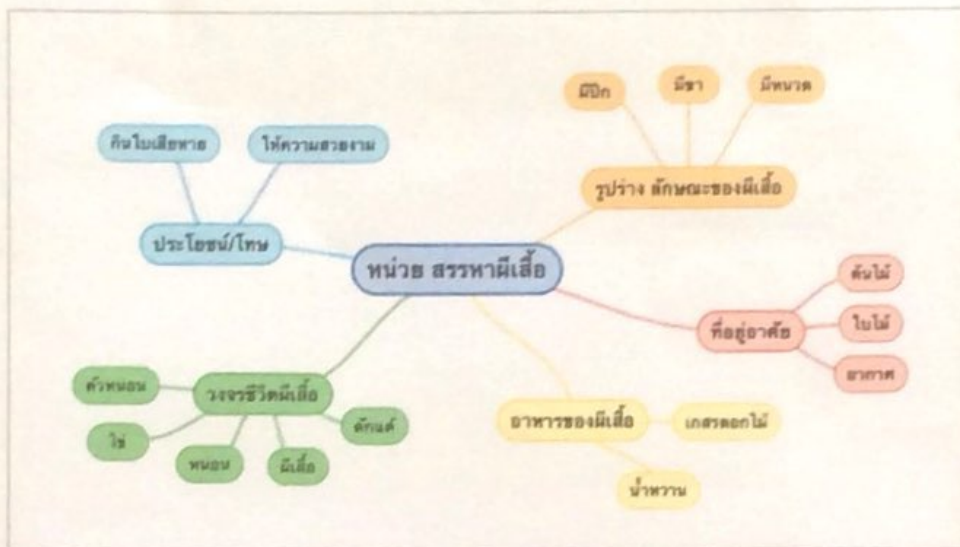 มีปีก
มีขา
มีหนวด
รูปร่าง ลักษณะของผีเสื้อ
กินใบเสียหาย
ให้ความสวยงาม
ประโยชน์/โทษ
หน่วย สรรหาผีเสื้อ
ต้นไม้
ใบไม้
อากาศ
ที่อยู่อาศัย
วงจรชีวิตผีเสื้อ
ตัวหนอน
ไข่
หนอน
ผีเสื้อ
ดักแด้
อาหารของผีเสื้อ
เกสรดอกไม้
น้ำหวาน